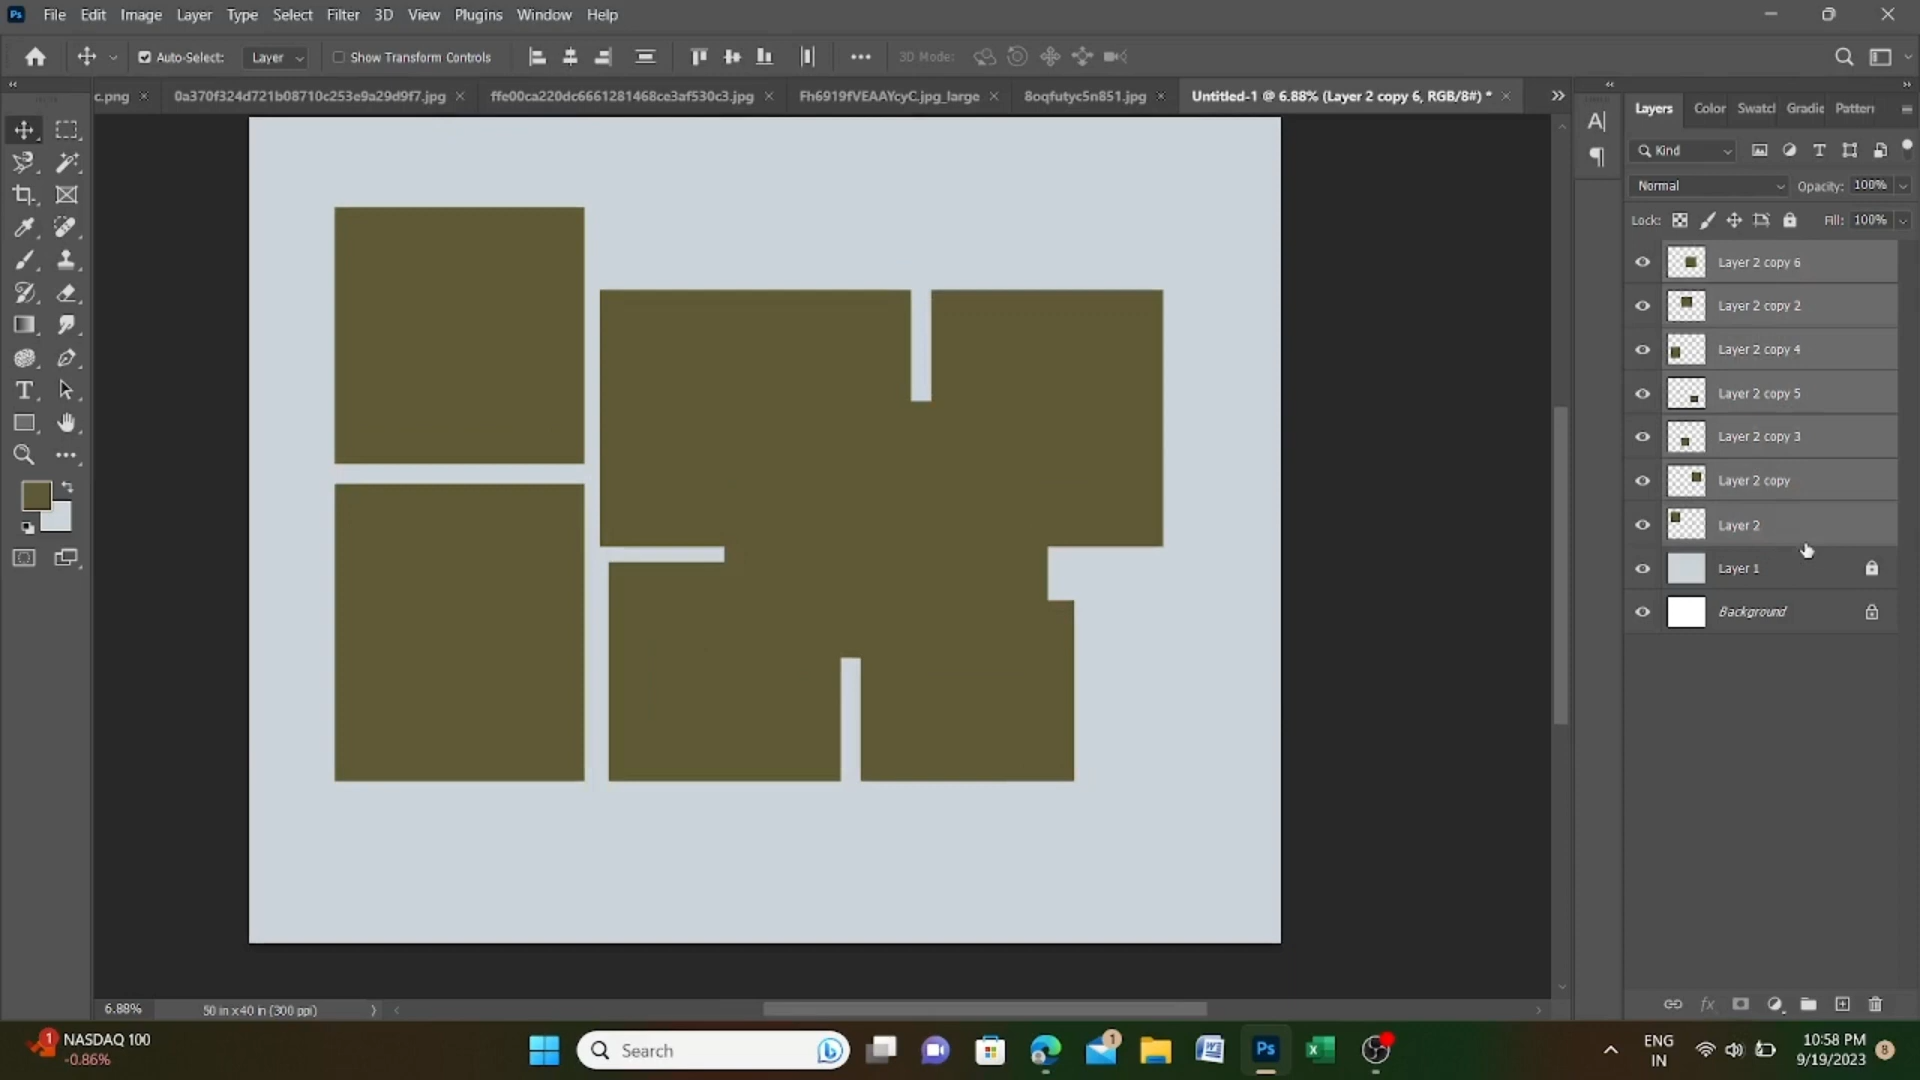 Ps File Edit Image Layer Type Select Filter 3D View Plugins Window Help
Auto-Select: Layer Show Transform Controls 3D Mode:
c.png 0a370f324d721b08710c253e9a29d9f7.jpg ffe00ca220dc6661281468ce3af530c3.jpg Fh6919fVEAAYcyC.jpg_large 8oqfutyc5n851.jpg Untitled-1 @ 6.88% (Layer 2 copy 6, RGB/8#) *
Layers Color Swatcl Gradie Pattern
Kind
Normal Opacity: 100%
Lock: Fill: 100%
Layer 2 copy 6
Layer 2 copy 2
Layer 2 copy 4
Layer 2 copy 5
Layer 2 copy 3
Layer 2 copy
Layer 2
Layer 1
Background
6.88% 50 in x 40 in (300 ppi)
1 NASDAQ 100
-0.86%
Search
1
Ps
ENG
IN
10:58 PM
9/19/2023
8